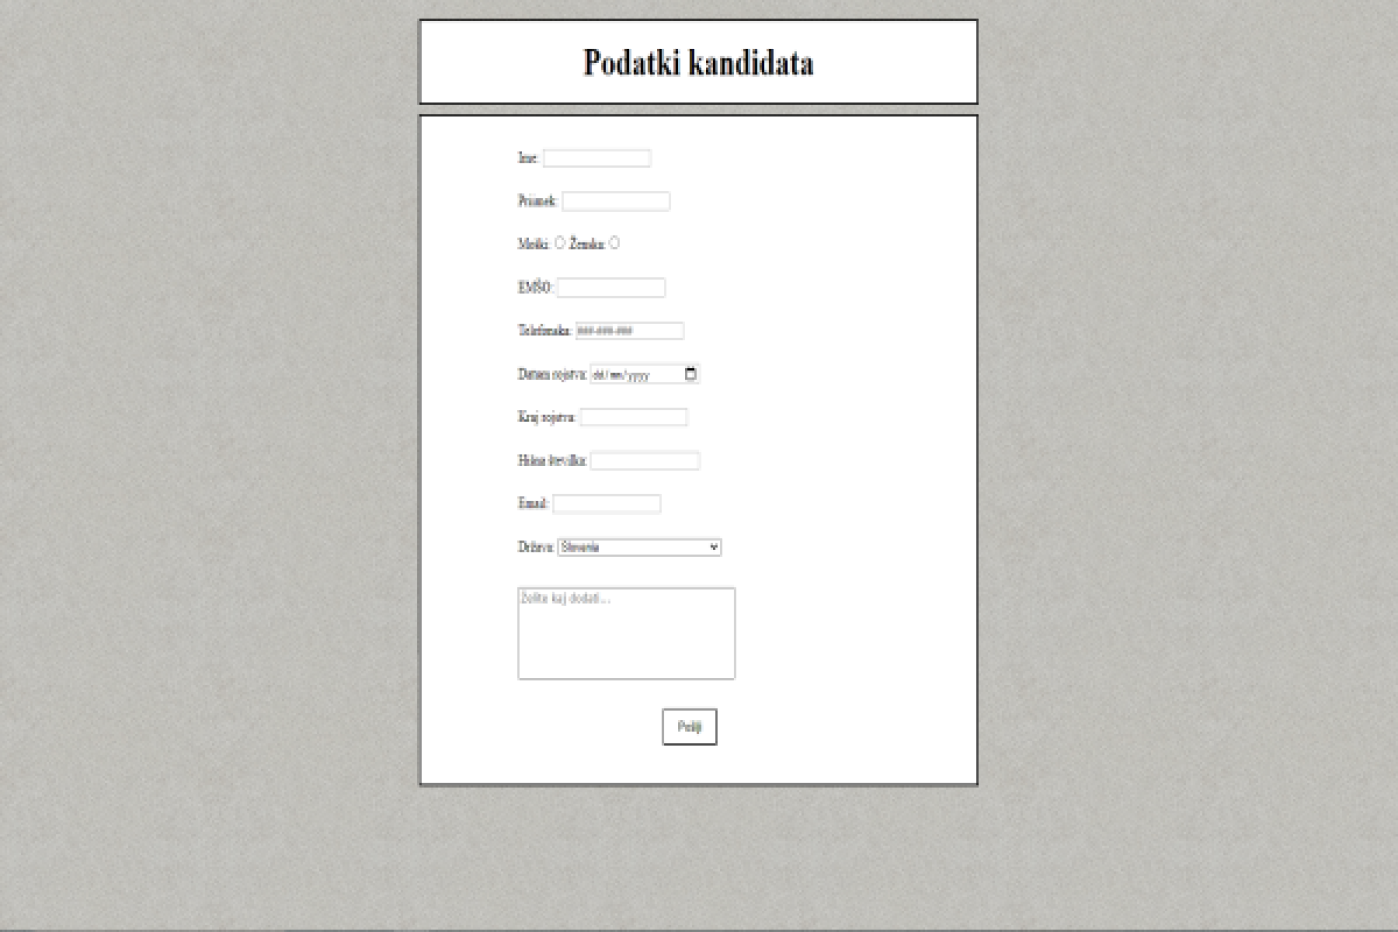 Podatki kandidata
Ime:
Priimek:
Moški: Ženska:
EMŠO:
Telefonska: ###-###-###
Datum rojstva: dd/mm/yyyy
Kraj rojstva:
Hišna številka:
Email:
Država: Slovenia
Želite kaj dodati...
Pošlji